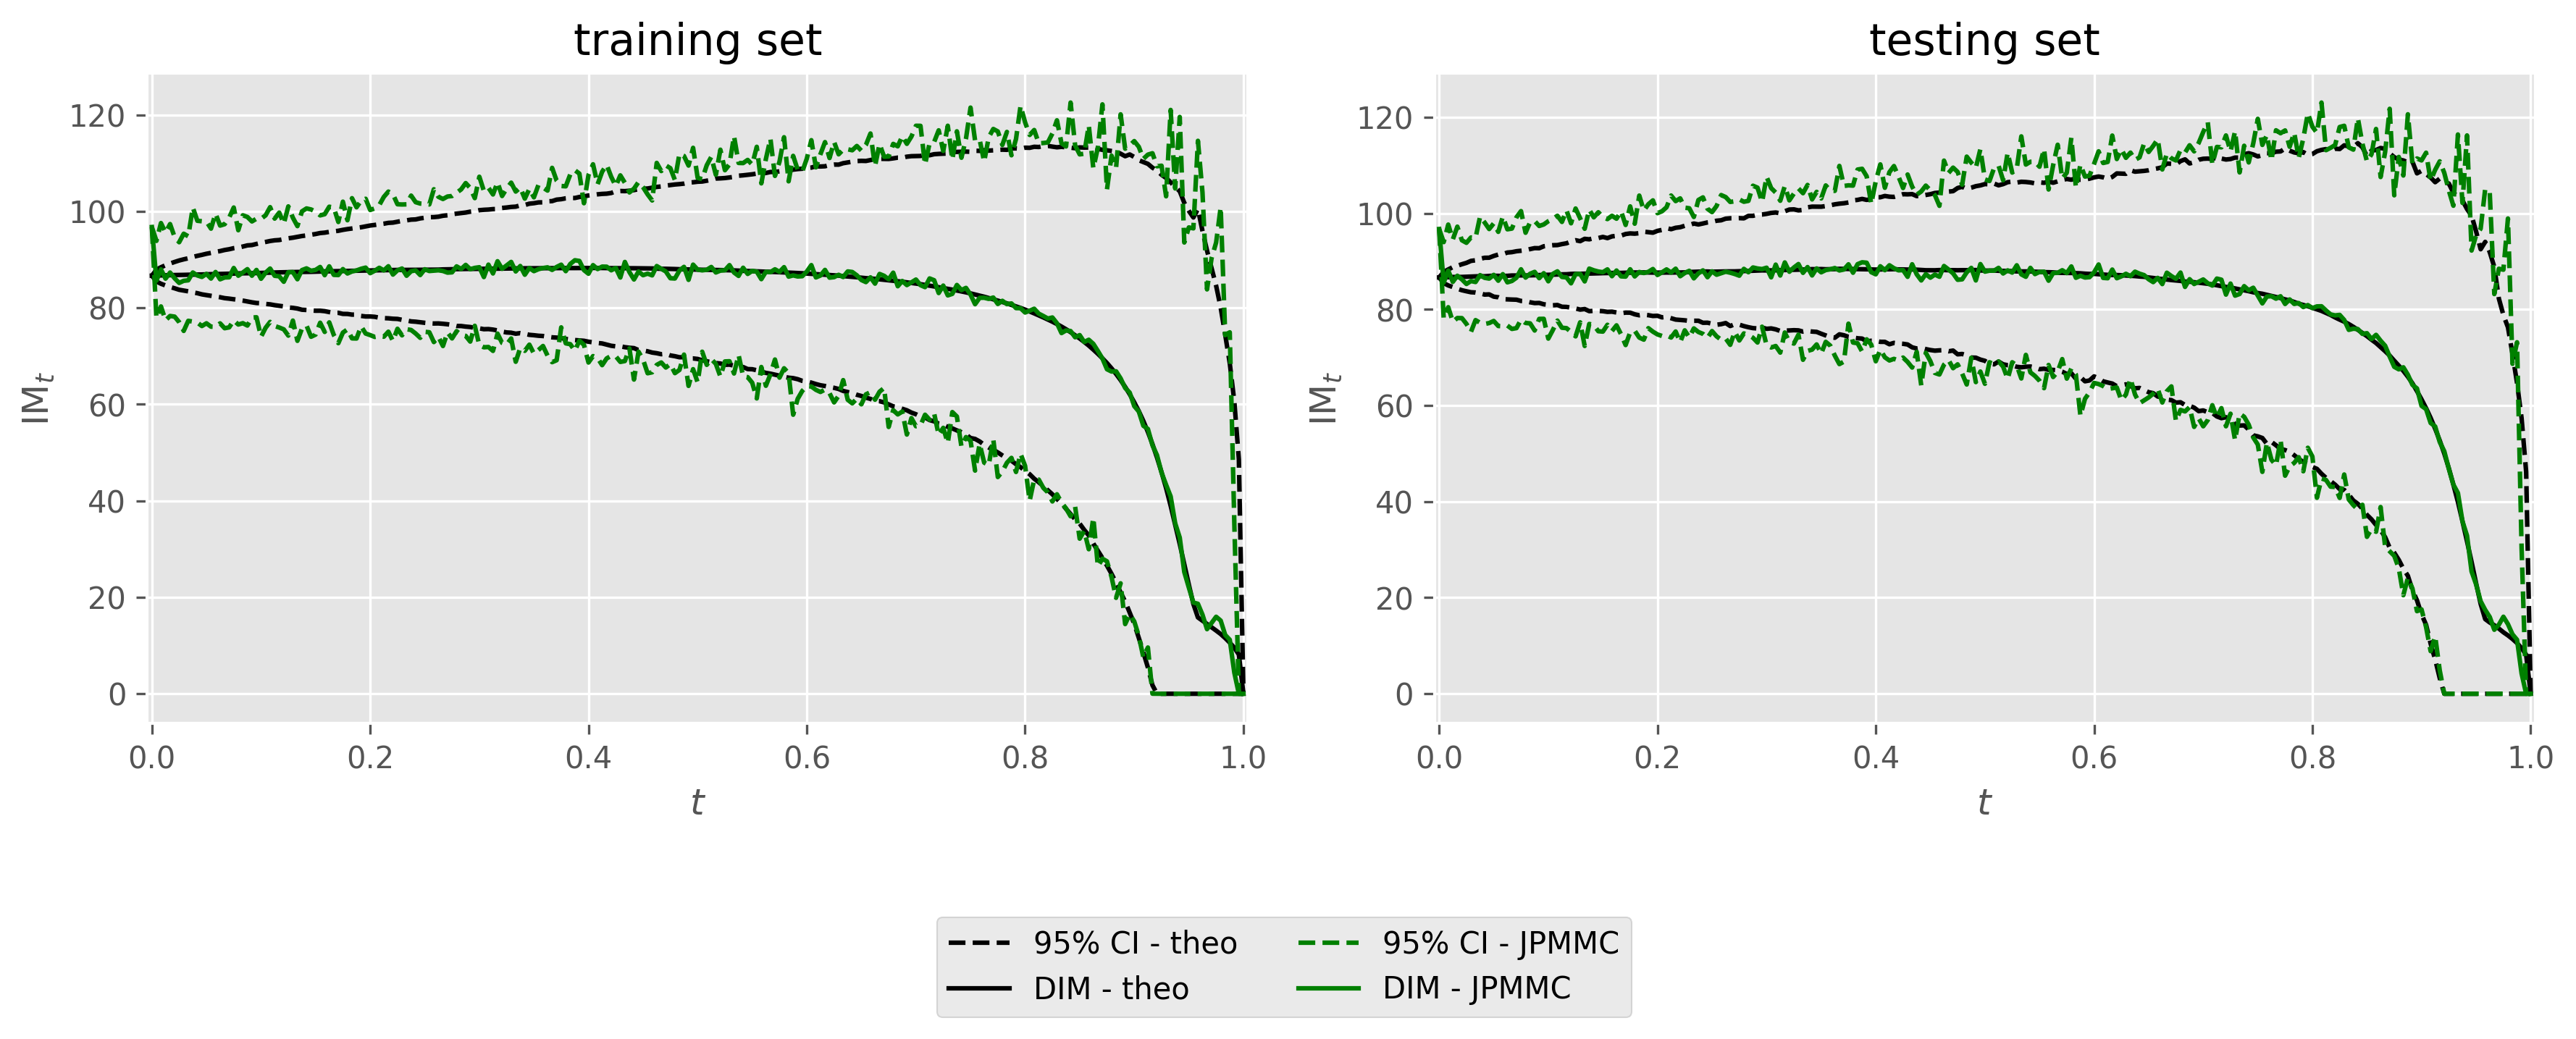 training set
testing set
120
100
80
60
40
20
0
IM_t
0.0 0.2 0.4 0.6 0.8 1.0
t
120
100
80
60
40
20
0
IM_t
0.0 0.2 0.4 0.6 0.8 1.0
t
95% CI - theo
DIM - theo
95% CI - JPMMC
DIM - JPMMC